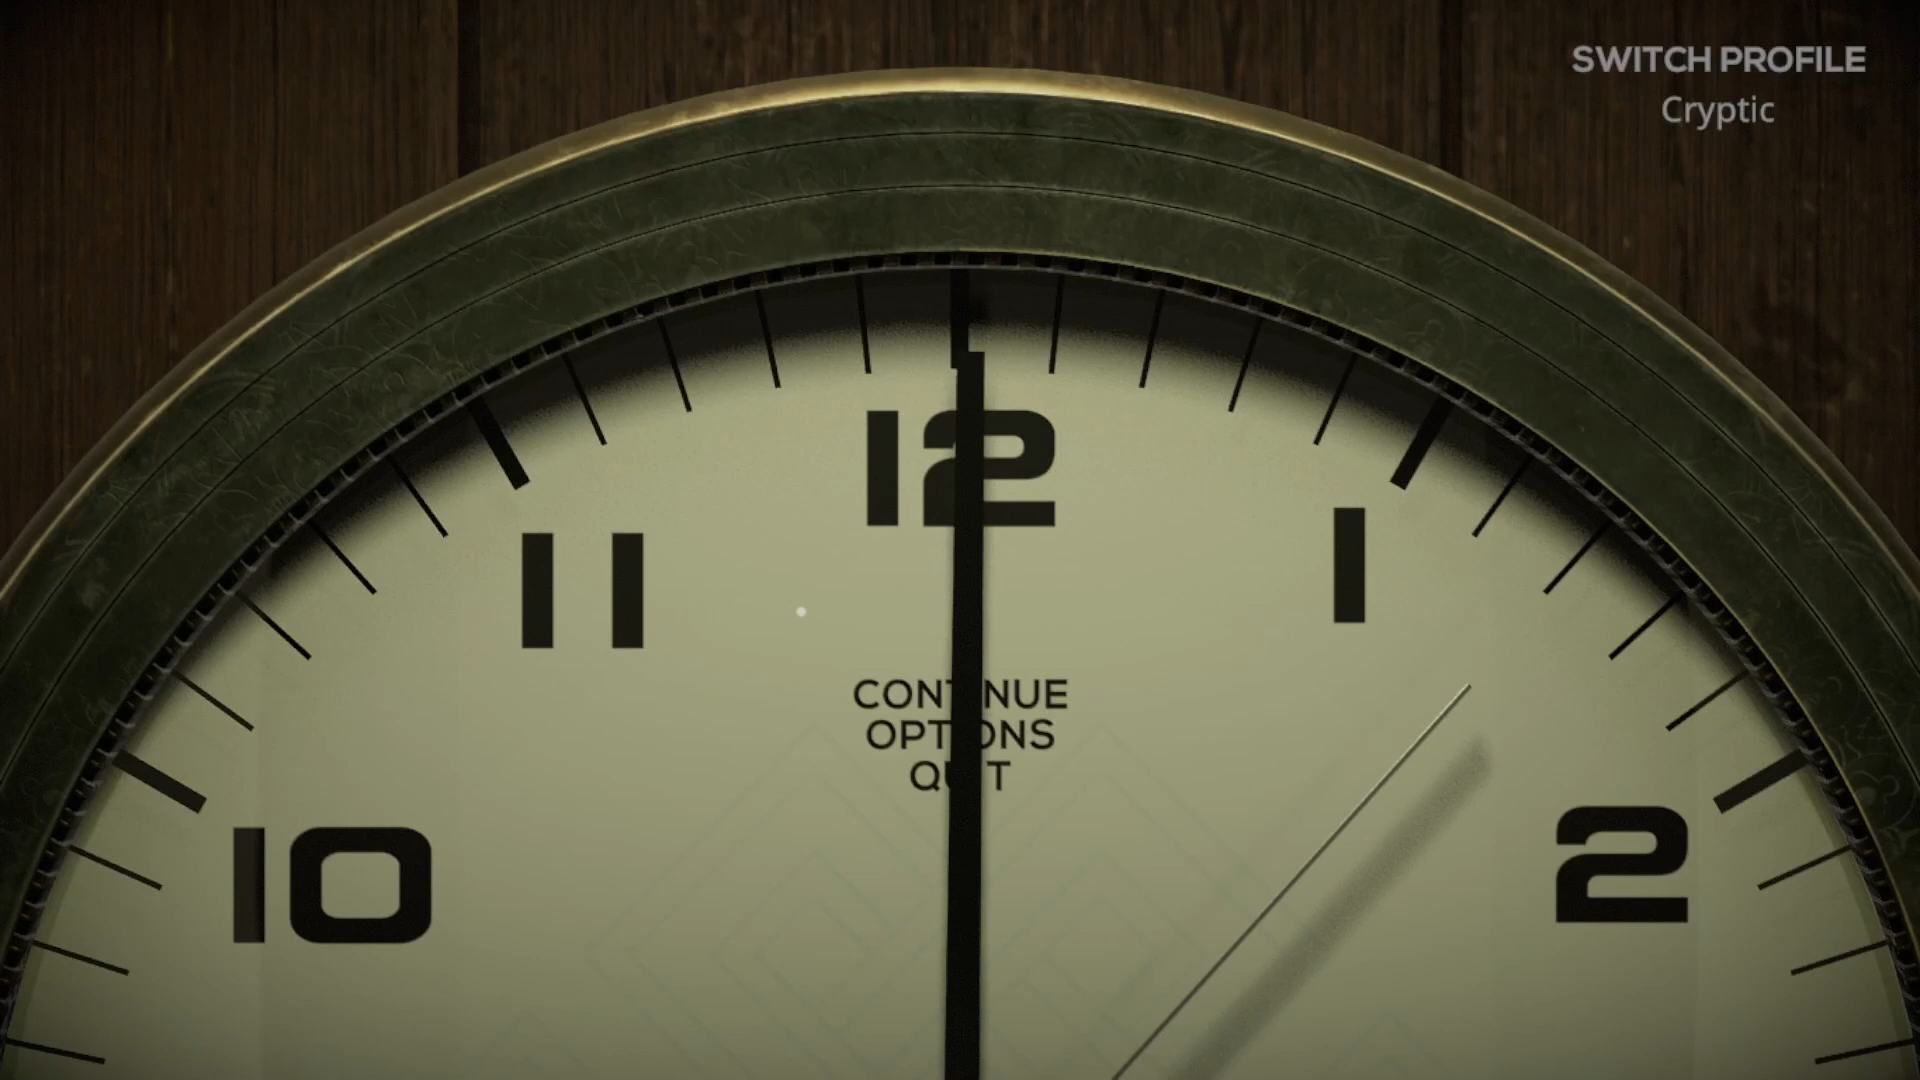 SWITCH PROFILE
Cryptic
12
11
1
CONTINUE
OPTIONS
QUIT
10
2